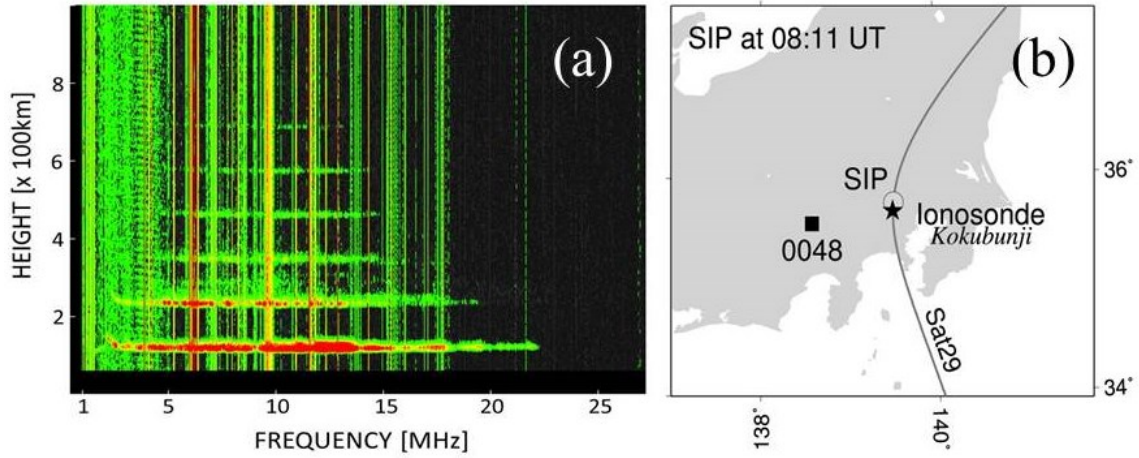 (a)
HEIGHT [x 100km]
8
6
4
2
1 5 10 15 20 25
FREQUENCY [MHz]
SIP at 08:11 UT
(b)
36°
SIP
Ionosonde
Kokubunji
0048
Sat29
34°
138°
140°